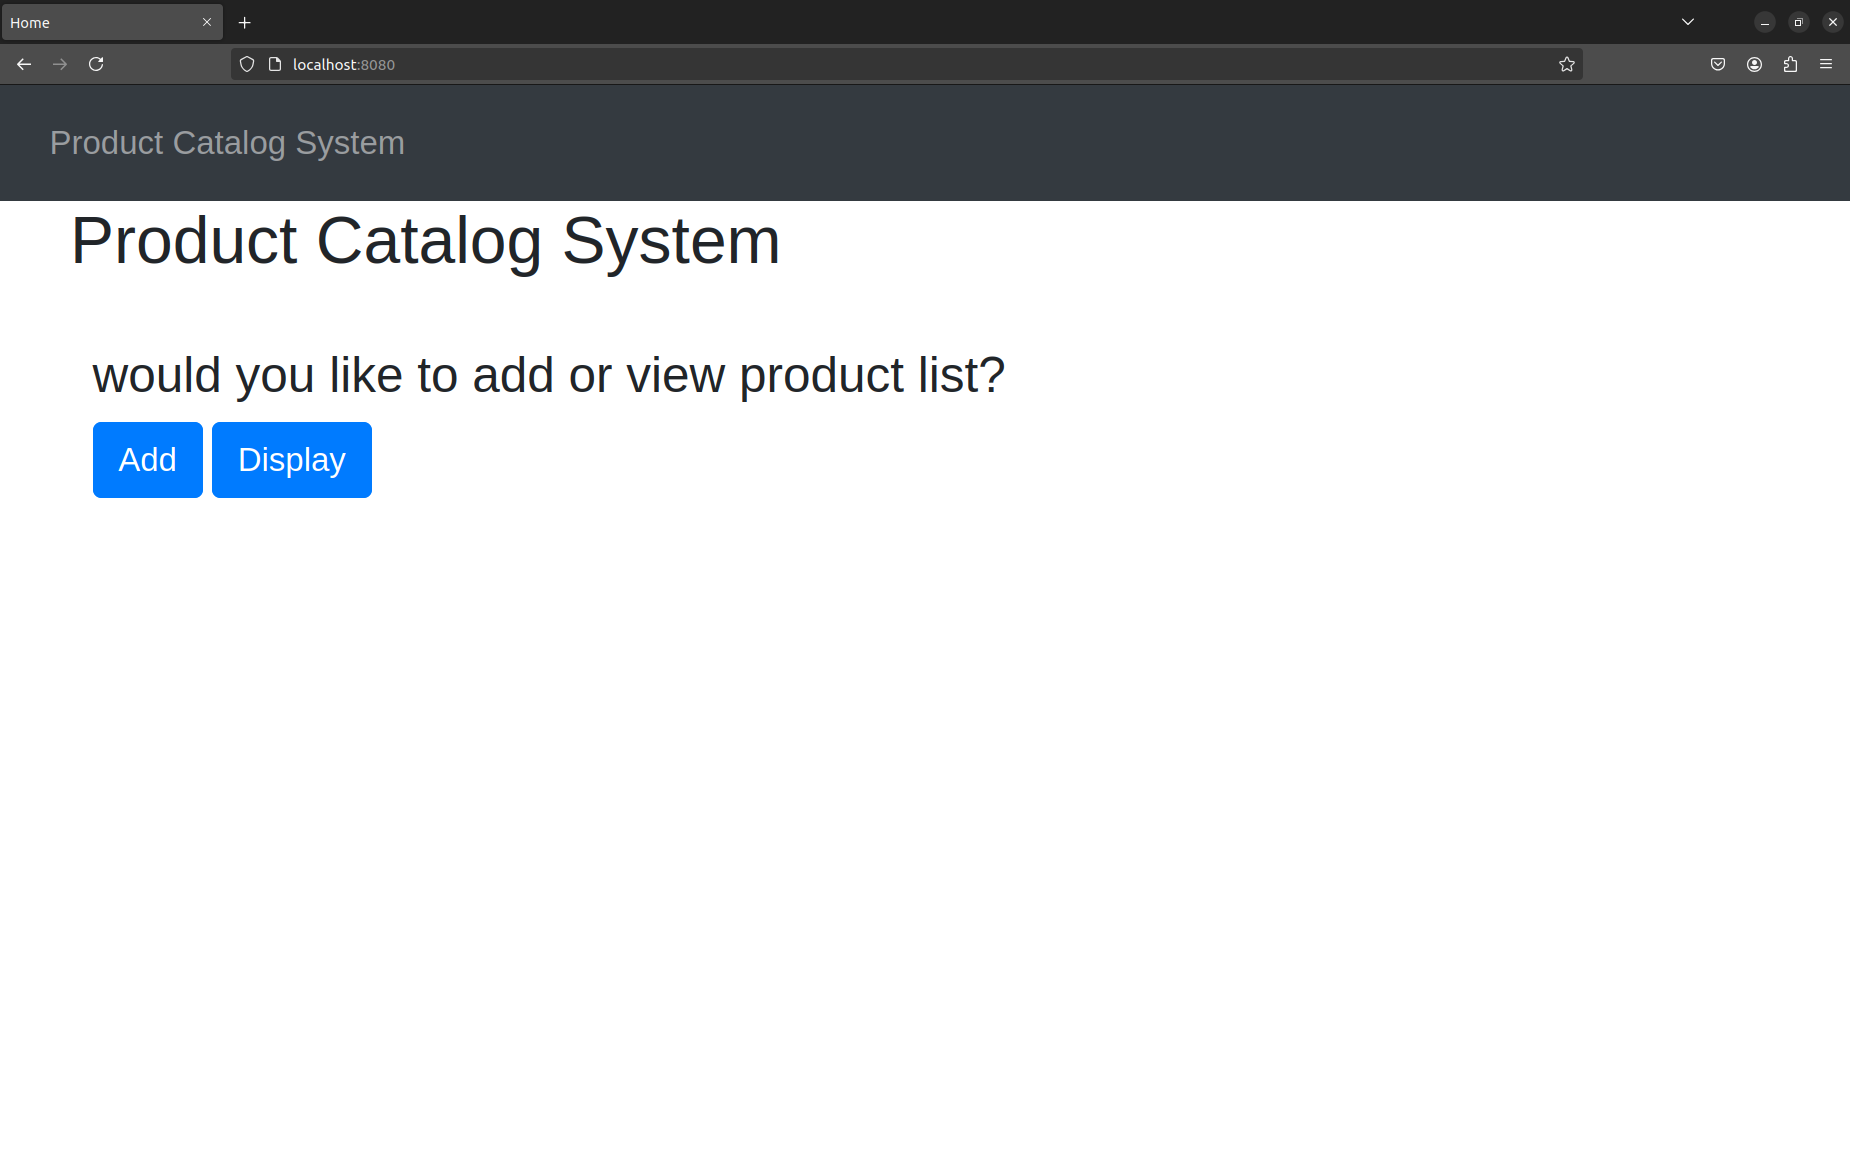 Home
localhost:8080
Product Catalog System
Product Catalog System
would you like to add or view product list?
Add Display